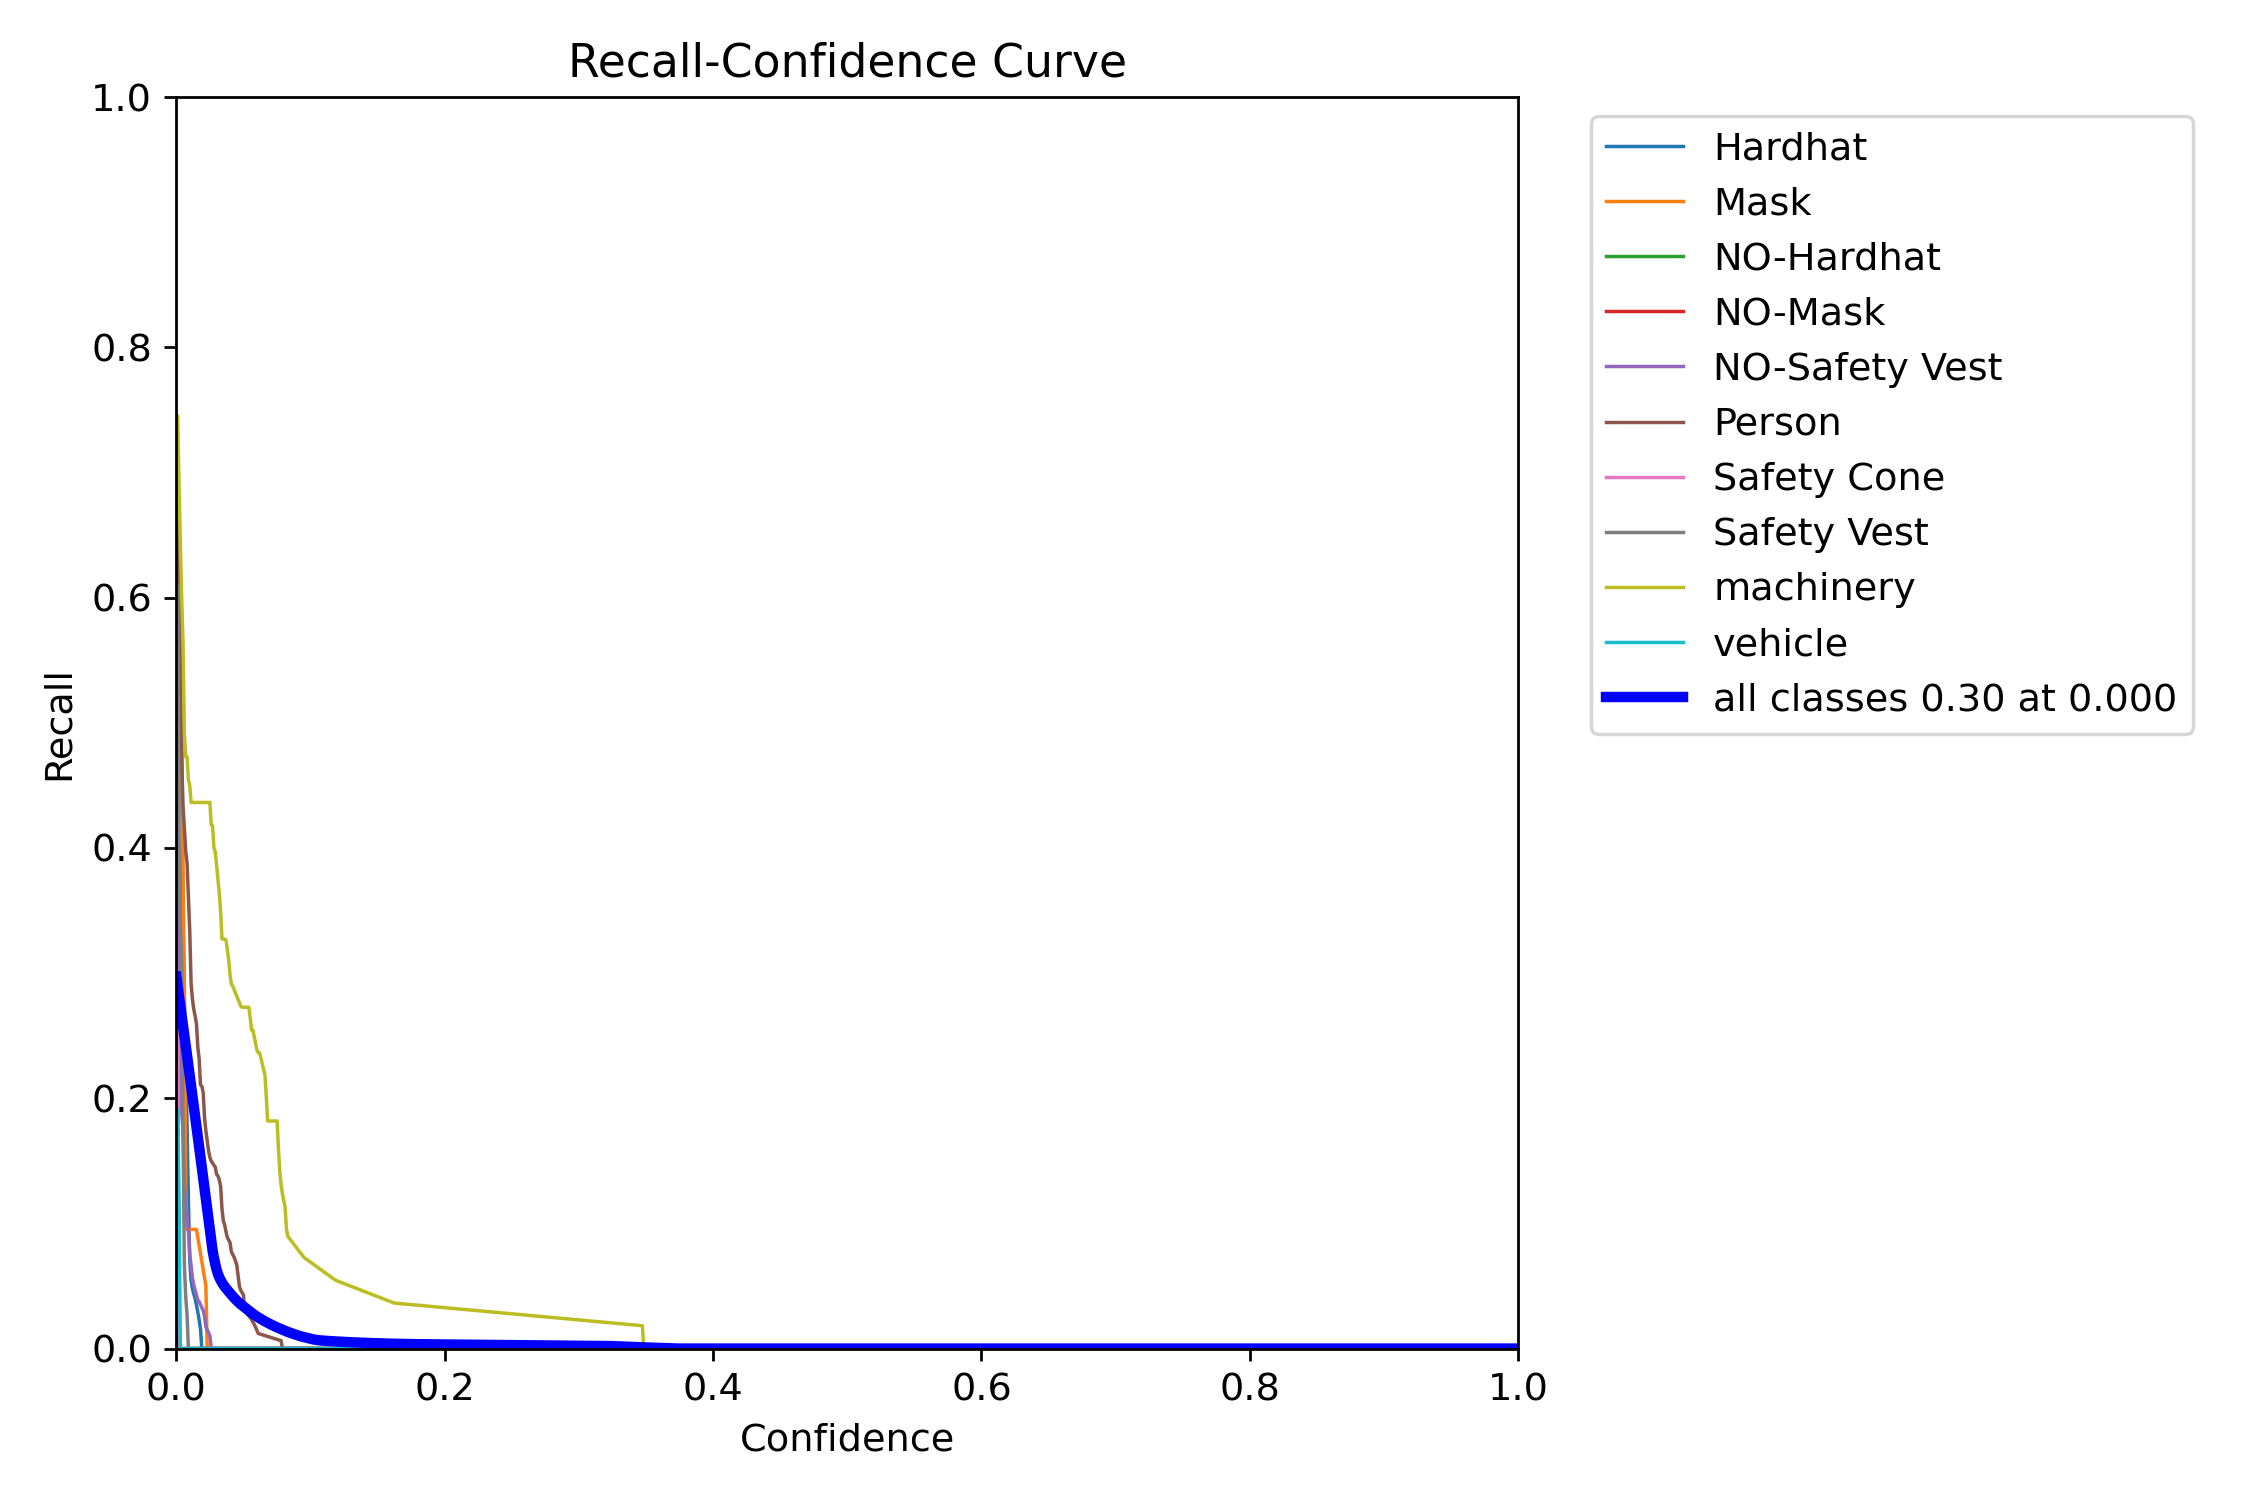 Recall-Confidence Curve
1.0
0.8
0.6
0.4
0.2
0.0
Recall
0.0 0.2 0.4 0.6 0.8 1.0
Confidence
Hardhat
Mask
NO-Hardhat
NO-Mask
NO-Safety Vest
Person
Safety Cone
Safety Vest
machinery
vehicle
all classes 0.30 at 0.000